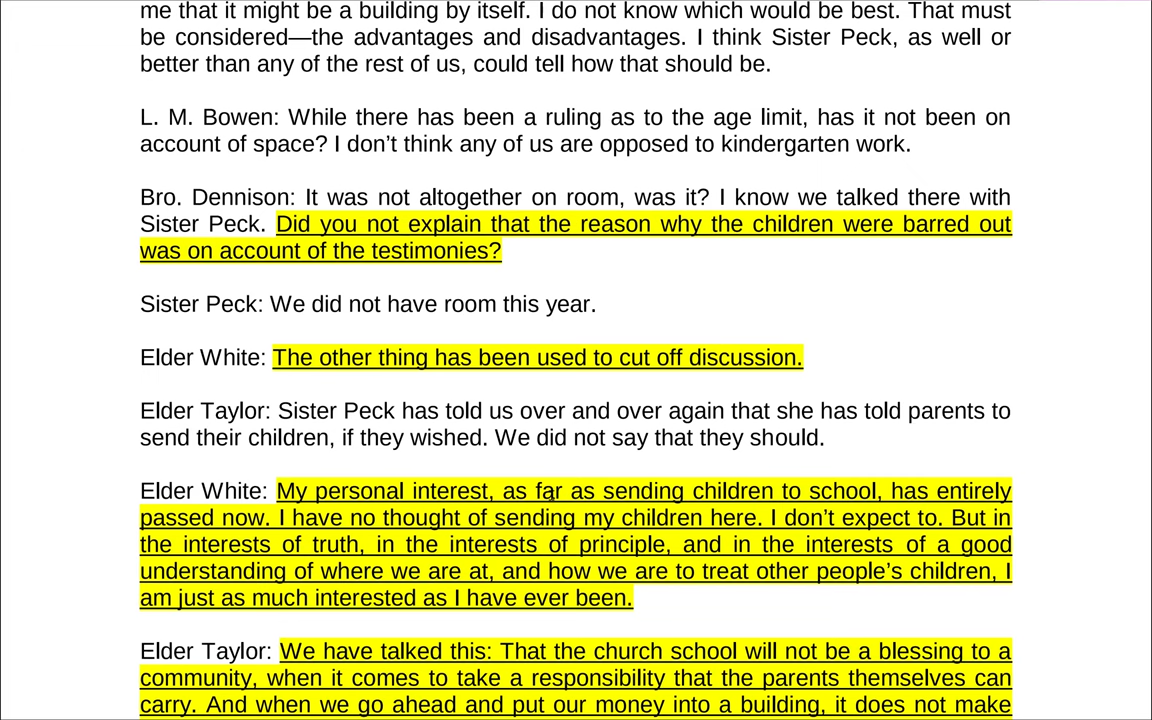 me that it might be a building by itself. I do not know which would be best. That must
be considered—the advantages and disadvantages. I think Sister Peck, as well or
better than any of the rest of us, could tell how that should be.
L. M. Bowen: While there has been a ruling as to the age limit, has it not been on
account of space? I don’t think any of us are opposed to kindergarten work.
Bro. Dennison: It was not altogether on room, was it? I know we talked there with
Sister Peck. Did you not explain that the reason why the children were barred out
was on account of the testimonies?
Sister Peck: We did not have room this year.
Elder White: The other thing has been used to cut off discussion.
Elder Taylor: Sister Peck has told us over and over again that she has told parents to
send their children, if they wished. We did not say that they should.
Elder White: My personal interest, as far as sending children to school, has entirely
passed now. I have no thought of sending my children here. I don’t expect to. But in
the interests of truth, in the interests of principle, and in the interests of a good
understanding of where we are at, and how we are to treat other people’s children, I
am just as much interested as I have ever been.
Elder Taylor: We have talked this: That the church school will not be a blessing to a
community, when it comes to take a responsibility that the parents themselves can
carry. And when we go ahead and put our money into a building, it does not make